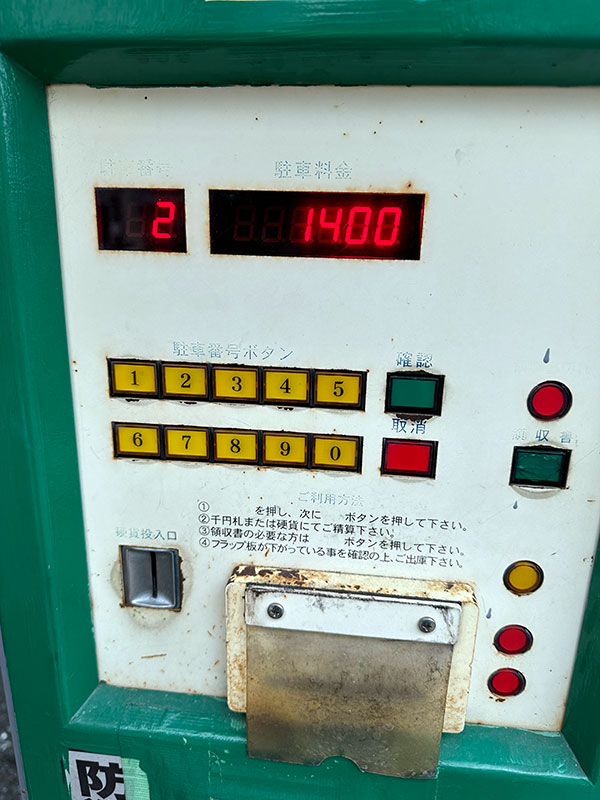 駐車番号 駐車料金
2 1400
駐車番号ボタン
確認
1 2 3 4 5
取消
6 7 8 9 0
領収書
ご利用方法
① を押し、次に ボタンを押して下さい。
②千円札または硬貨にてご精算下さい。
③領収書の必要な方は ボタンを押して下さい。
④フラップ板が下がっている事を確認の上、ご出庫下さい。
硬貨投入口
防